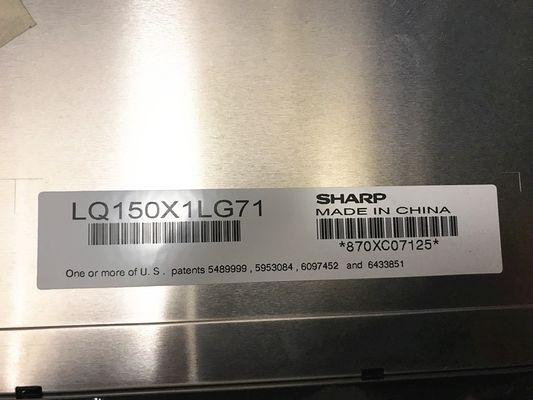 LQ150X1LG71
SHARP
MADE IN CHINA
*870XC07125*
One or more of U. S. patents 5489999 , 5953084 , 6097452 and 6433851